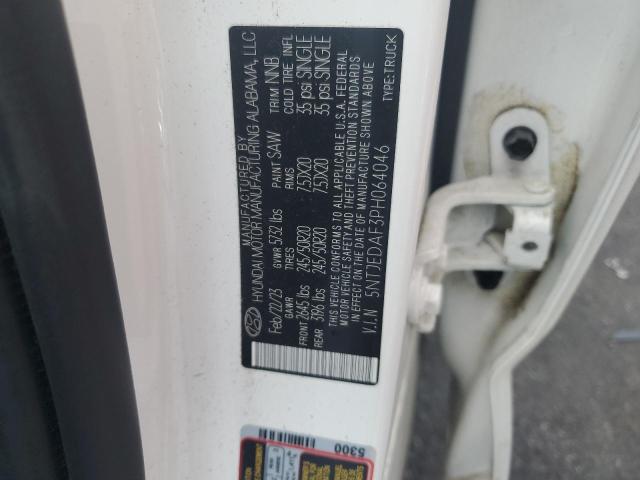 MANUFACTURED BY
HYUNDAI MOTOR MANUFACTURING ALABAMA, LLC
Feb/22/23 GVWR 5732 lbs PAINT SAW TRIM NNB
GAWR TIRES RIMS COLD TIRE INFL
FRONT 2645 lbs 245/50R20 7.5JX20 35 psi SINGLE
REAR 3196 lbs 245/50R20 7.5JX20 35 psi SINGLE
THIS VEHICLE CONFORMS TO ALL APPLICABLE U.S.A. FEDERAL
MOTOR VEHICLE SAFETY AND THEFT PREVENTION STANDARDS
IN EFFECT ON THE DATE OF MANUFACTURE SHOWN ABOVE
V.I.N 5NTJEDAF3PH064046 TYPE:TRUCK
5300